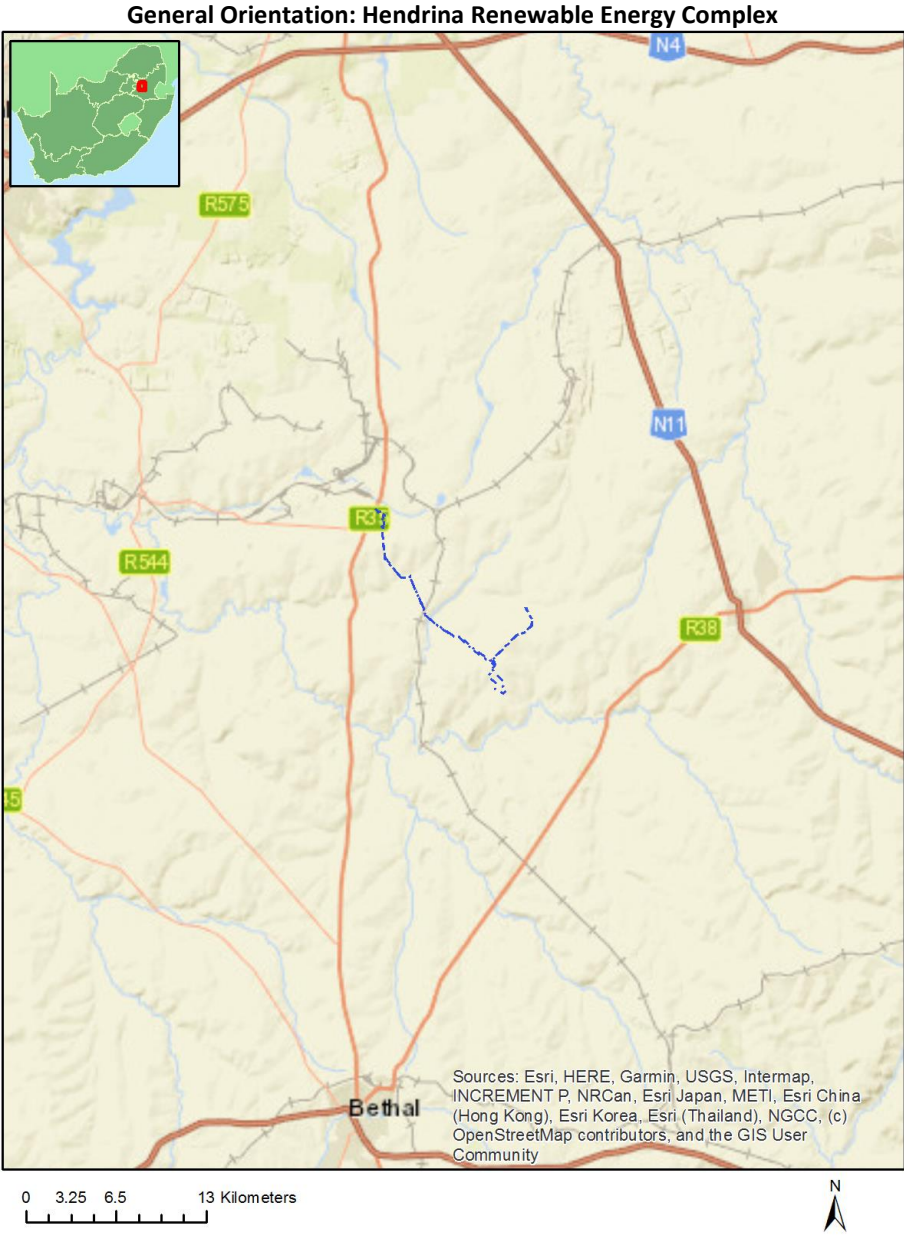 General Orientation: Hendrina Renewable Energy Complex
N4
R575
N11
R544
R38
Bethal
Sources: Esri, HERE, Garmin, USGS, Intermap,
INCREMENT P, NRCan, Esri Japan, METI, Esri China
(Hong Kong), Esri Korea, Esri (Thailand), NGCC, (c)
OpenStreetMap contributors, and the GIS User
Community
0 3.25 6.5 13 Kilometers
N